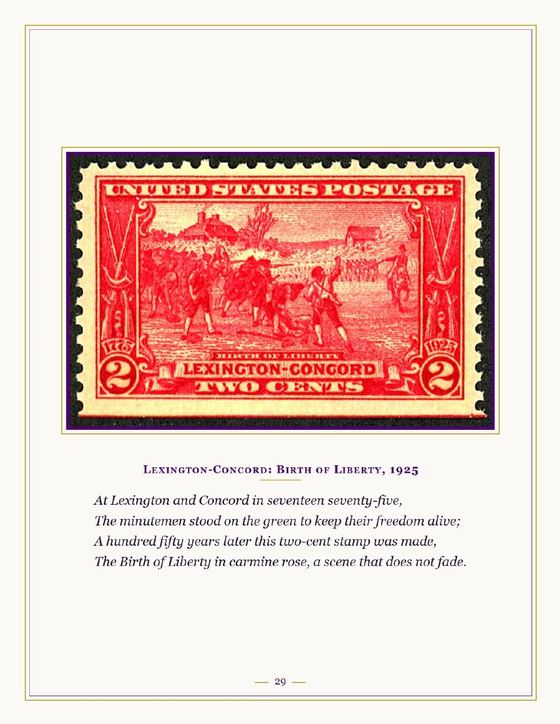 UNITED STATES POSTAGE
1775 1925
BIRTH OF LIBERTY
2 LEXINGTON-CONCORD 2
TWO CENTS
Lexington-Concord: Birth of Liberty, 1925
At Lexington and Concord in seventeen seventy-five,
The minutemen stood on the green to keep their freedom alive;
A hundred fifty years later this two-cent stamp was made,
The Birth of Liberty in carmine rose, a scene that does not fade.
— 29 —